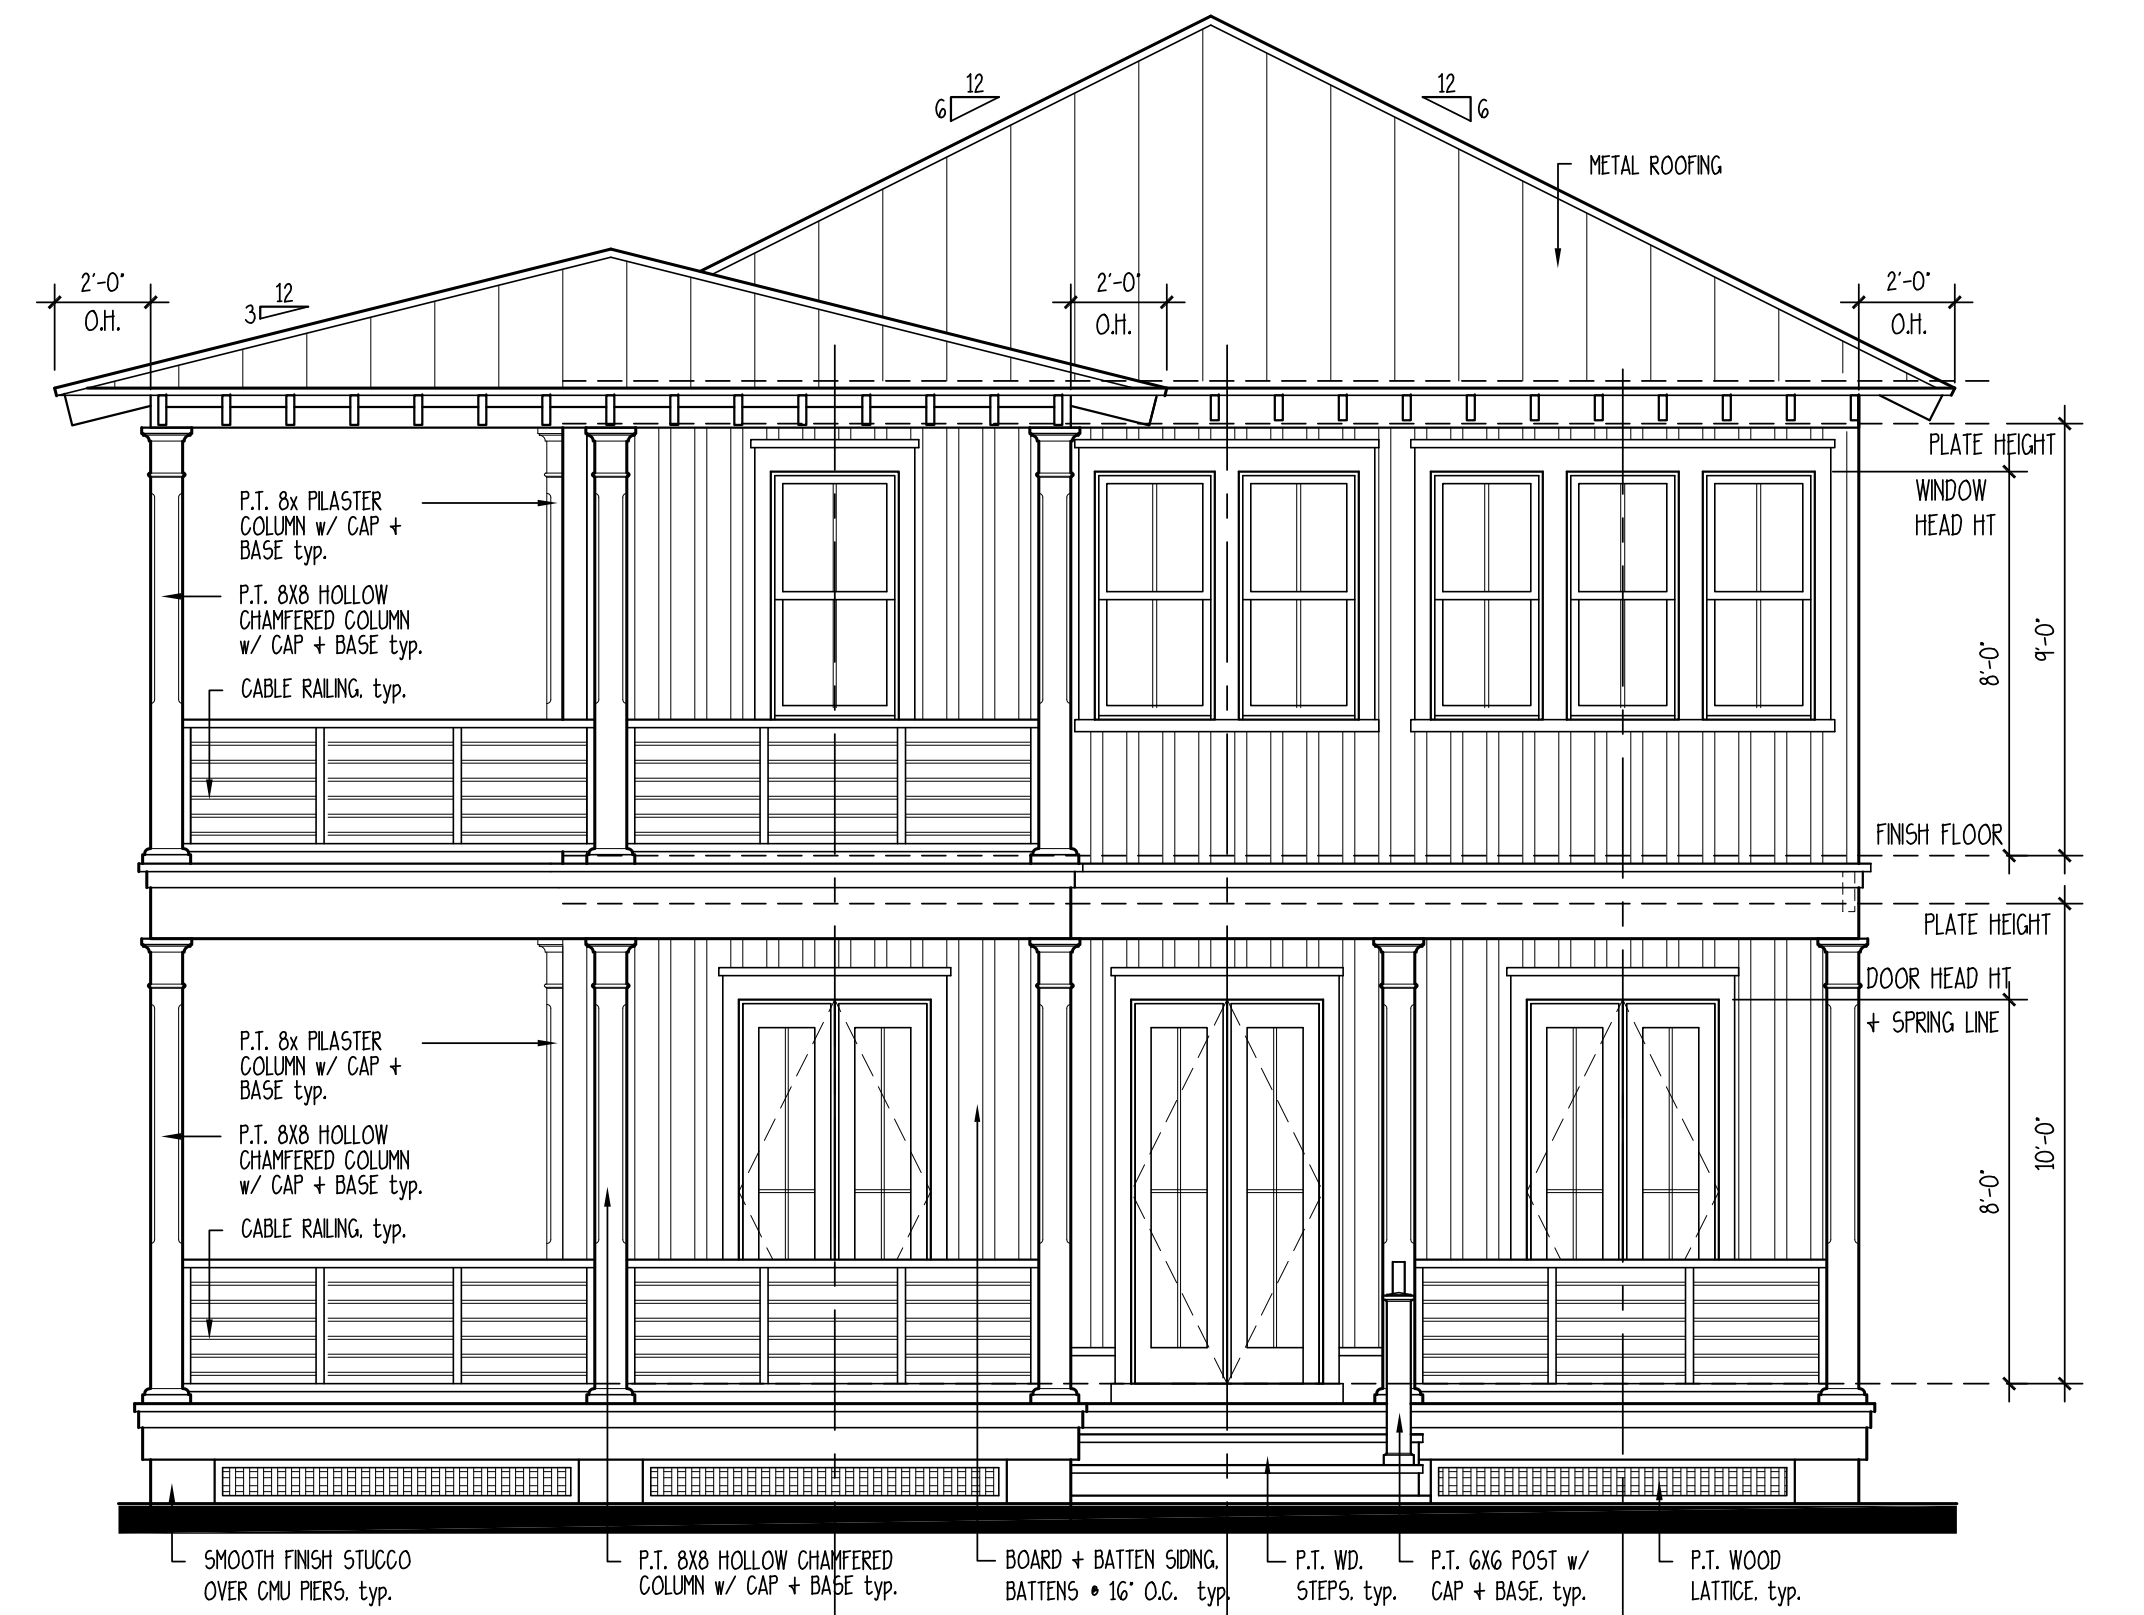 12
6
12
6
METAL ROOFING
2'-0"
O.H.
12
3
2'-0"
O.H.
2'-0"
O.H.
PLATE HEIGHT
WINDOW
HEAD HT
P.T. 8x PILASTER
COLUMN w/ CAP +
BASE typ.
P.T. 8X8 HOLLOW
CHAMFERED COLUMN
w/ CAP + BASE typ.
CABLE RAILING, typ.
8'-0"
9'-0"
FINISH FLOOR
PLATE HEIGHT
DOOR HEAD HT
+ SPRING LINE
P.T. 8x PILASTER
COLUMN w/ CAP +
BASE typ.
P.T. 8X8 HOLLOW
CHAMFERED COLUMN
w/ CAP + BASE typ.
CABLE RAILING, typ.
8'-0"
10'-0"
SMOOTH FINISH STUCCO
OVER CMU PIERS, typ.
P.T. 8X8 HOLLOW CHAMFERED
COLUMN w/ CAP + BASE typ.
BOARD + BATTEN SIDING,
BATTENS @ 16" O.C. typ.
P.T. WD.
STEPS, typ.
P.T. 6X6 POST w/
CAP + BASE, typ.
P.T. WOOD
LATTICE, typ.